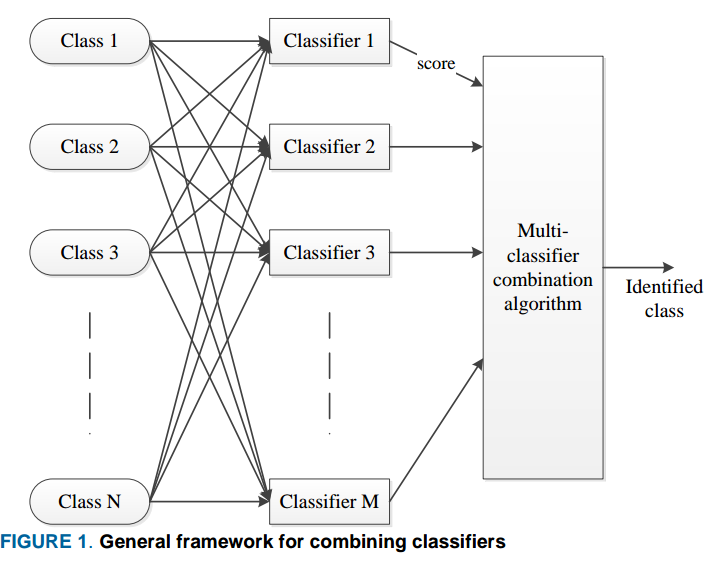 Class 1
Classifier 1
score
Class 2
Classifier 2
Class 3
Classifier 3
Multi-
classifier
combination
algorithm
Identified
class
Class N
Classifier M
FIGURE 1. General framework for combining classifiers